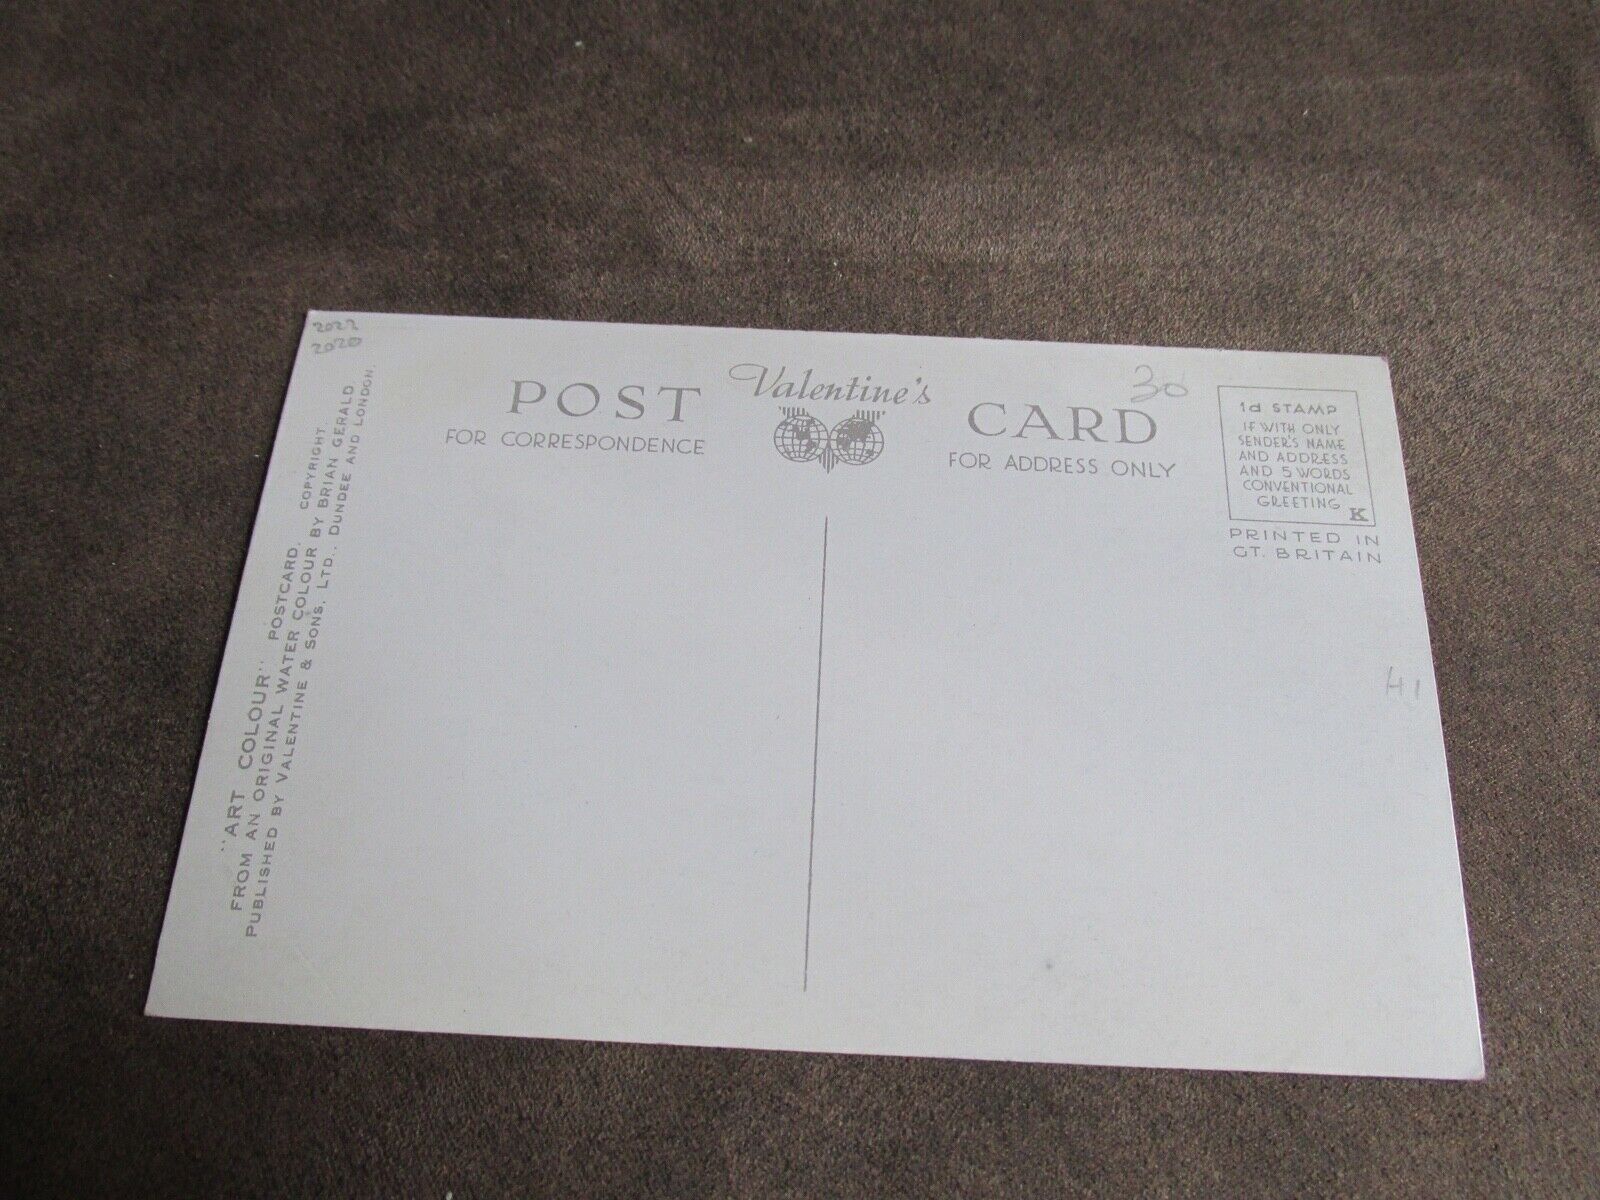 2022
2020
POST Valentine's CARD
FOR CORRESPONDENCE
FOR ADDRESS ONLY
30
1d STAMP
IF WITH ONLY
SENDER'S NAME
AND ADDRESS
AND 5 WORDS
CONVENTIONAL
GREETING K
PRINTED IN
GT. BRITAIN
"ART COLOUR" POSTCARD. COPYRIGHT.
FROM AN ORIGINAL WATER COLOUR BY BRIAN GERALD
PUBLISHED BY VALENTINE & SONS, LTD., DUNDEE AND LONDON.